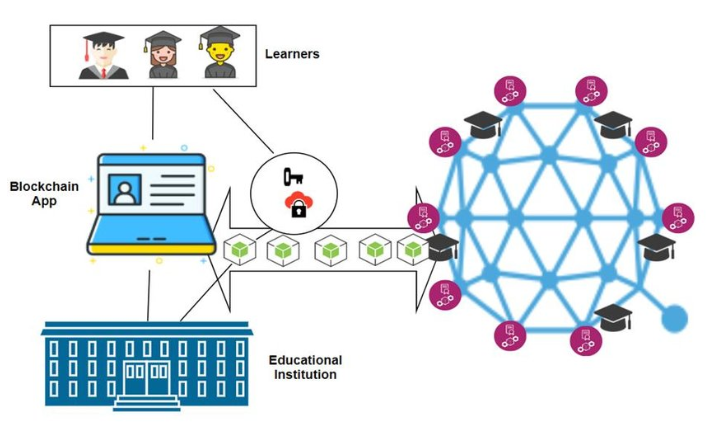 Learners
Blockchain
App
Educational
Institution